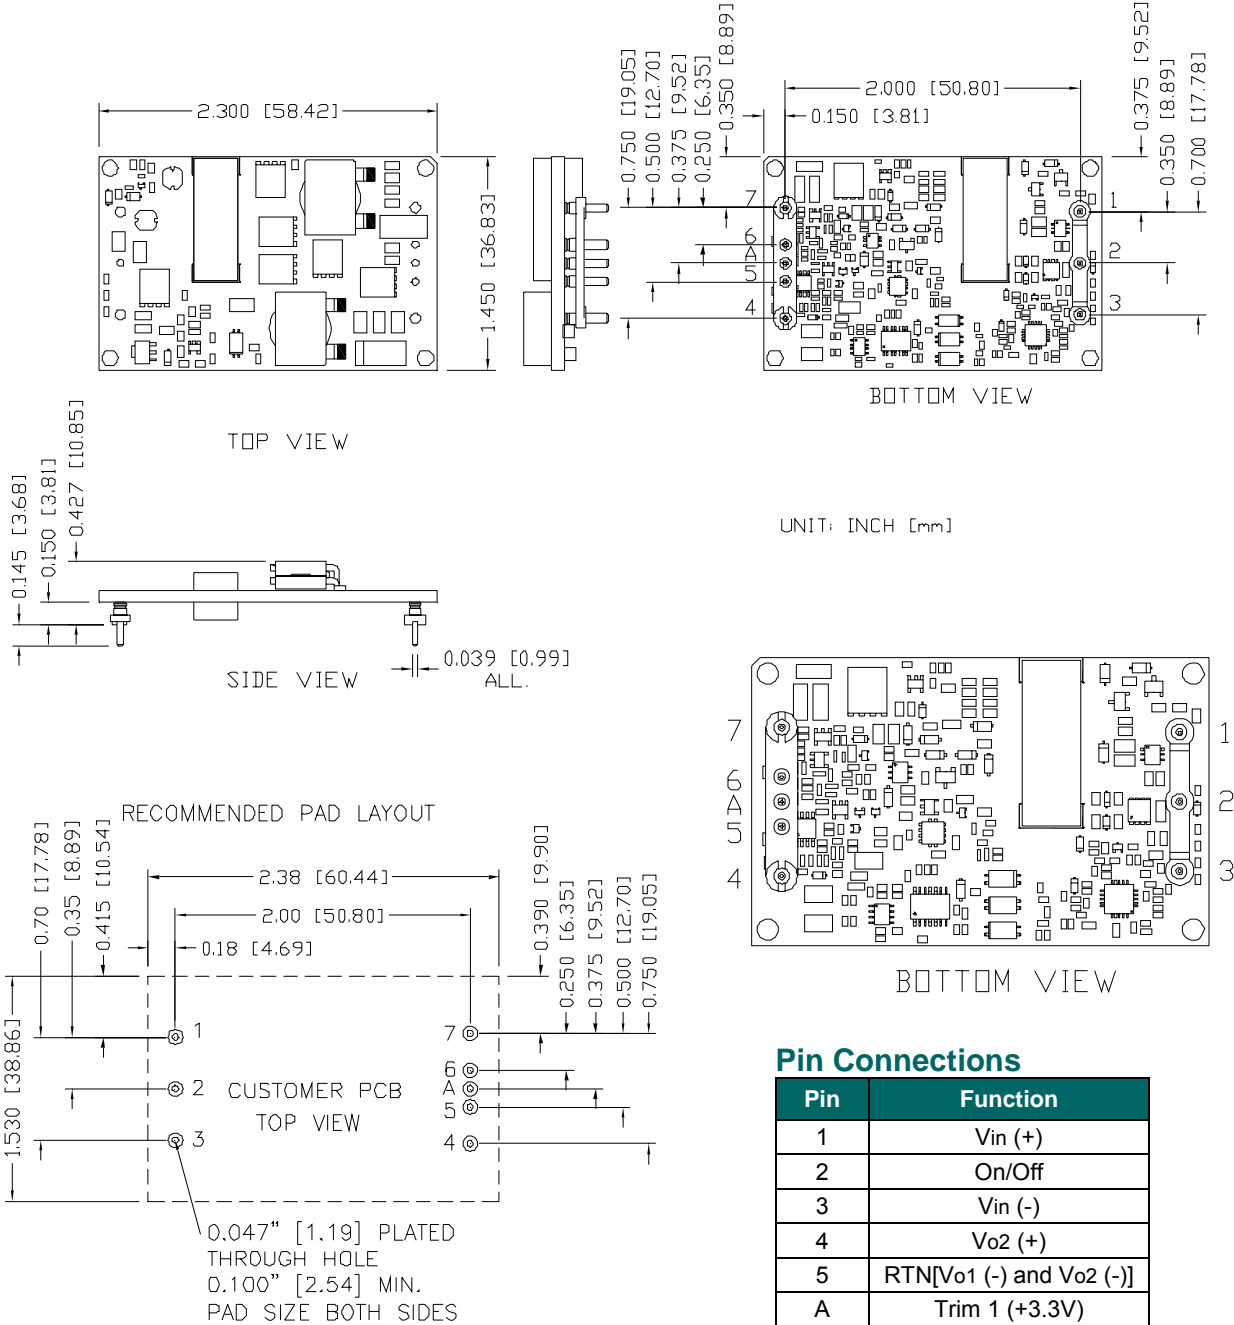 2.300 [58.42]
1.450 [36.83]
TOP VIEW
0.750 [19.05]
0.500 [12.70]
0.375 [9.52]
0.250 [6.35]
0.350 [8.89]
2.000 [50.80]
0.150 [3.81]
0.375 [9.52]
0.350 [8.89]
0.700 [17.78]
7
6
A
5
4
1
2
3
BOTTOM VIEW
UNIT: INCH [mm]
0.145 [3.68]
0.150 [3.81]
0.427 [10.85]
SIDE VIEW
0.039 [0.99]
ALL.
7
6
A
5
4
1
2
3
BOTTOM VIEW
RECOMMENDED PAD LAYOUT
0.70 [17.78]
0.35 [8.89]
0.415 [10.54]
2.38 [60.44]
2.00 [50.80]
0.18 [4.69]
0.390 [9.90]
0.250 [6.35]
0.375 [9.52]
0.500 [12.70]
0.750 [19.05]
1.530 [38.86]
1
2
3
7
6
A
5
4
CUSTOMER PCB
TOP VIEW
0.047" [1.19] PLATED
THROUGH HOLE
0.100" [2.54] MIN.
PAD SIZE BOTH SIDES
Pin Connections
Pin Function
1 Vin (+)
2 On/Off
3 Vin (-)
4 Vo2 (+)
5 RTN[Vo1 (-) and Vo2 (-)]
A Trim 1 (+3.3V)